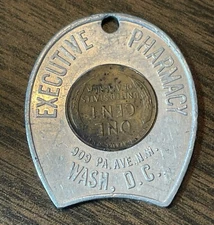 EXECUTIVE PHARMACY
ONE
CENT
909 PA. AVE. N.W.
WASH, D.C.